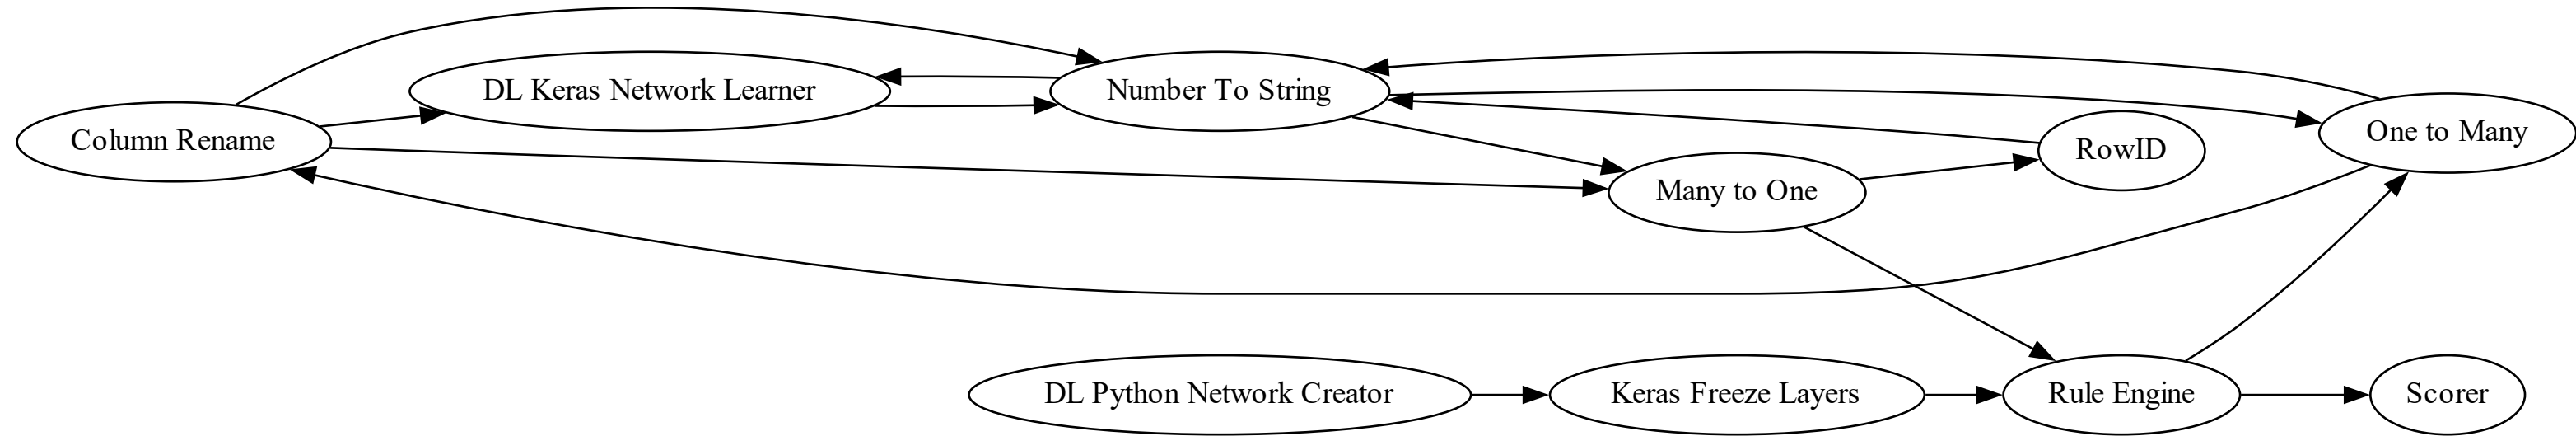 Column Rename
DL Keras Network Learner
Number To String
Many to One
RowID
One to Many
DL Python Network Creator
Keras Freeze Layers
Rule Engine
Scorer